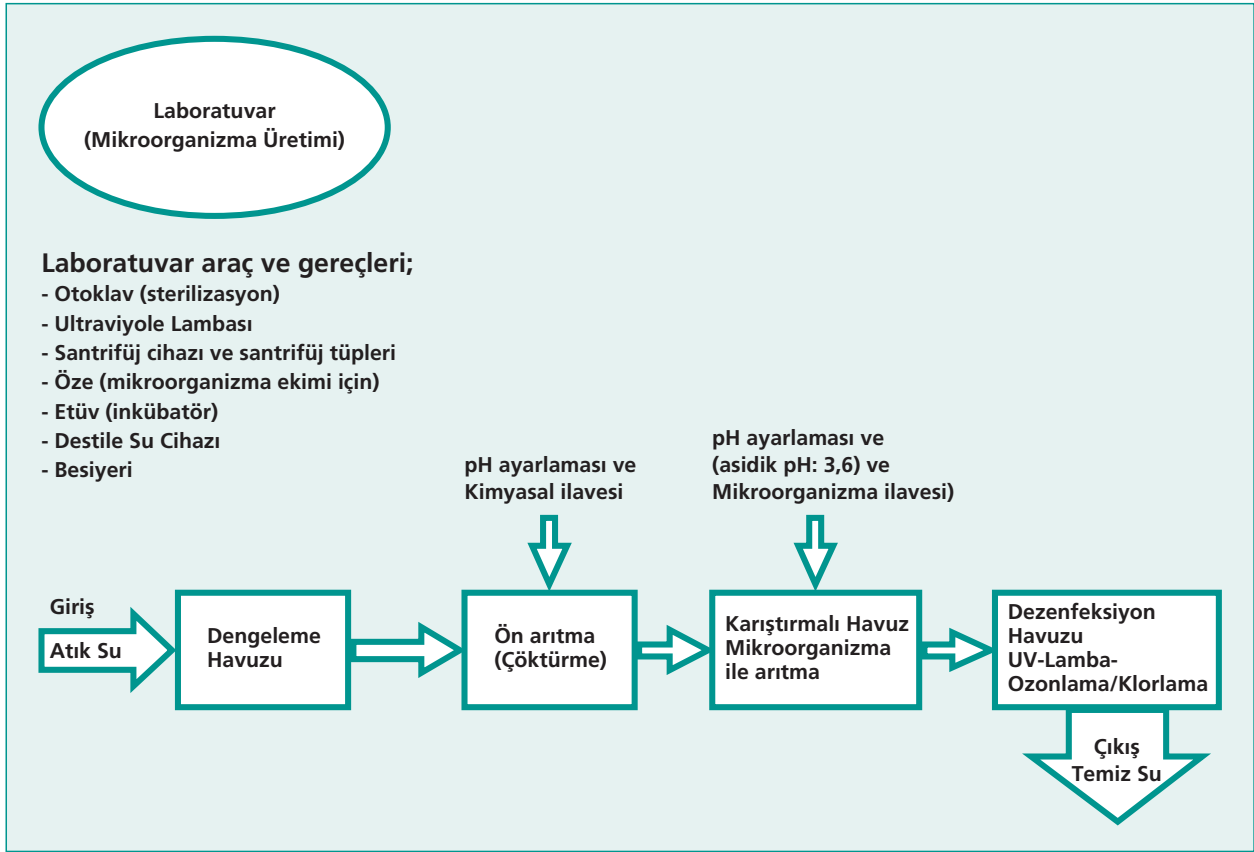 Laboratuvar
(Mikroorganizma Üretimi)
Laboratuvar araç ve gereçleri;
- Otoklav (sterilizasyon)
- Ultraviyole Lambası
- Santrifüj cihazı ve santrifüj tüpleri
- Öze (mikroorganizma ekimi için)
- Etüv (inkübatör)
- Destile Su Cihazı
- Besiyeri
pH ayarlaması ve
Kimyasal ilavesi
pH ayarlaması ve
(asidik pH: 3,6) ve
Mikroorganizma ilavesi)
Giriş
Atık Su
Dengeleme
Havuzu
Ön arıtma
(Çöktürme)
Karıştırmalı Havuz
Mikroorganizma
ile arıtma
Dezenfeksiyon
Havuzu
UV-Lamba-
Ozonlama/Klorlama
Çıkış
Temiz Su